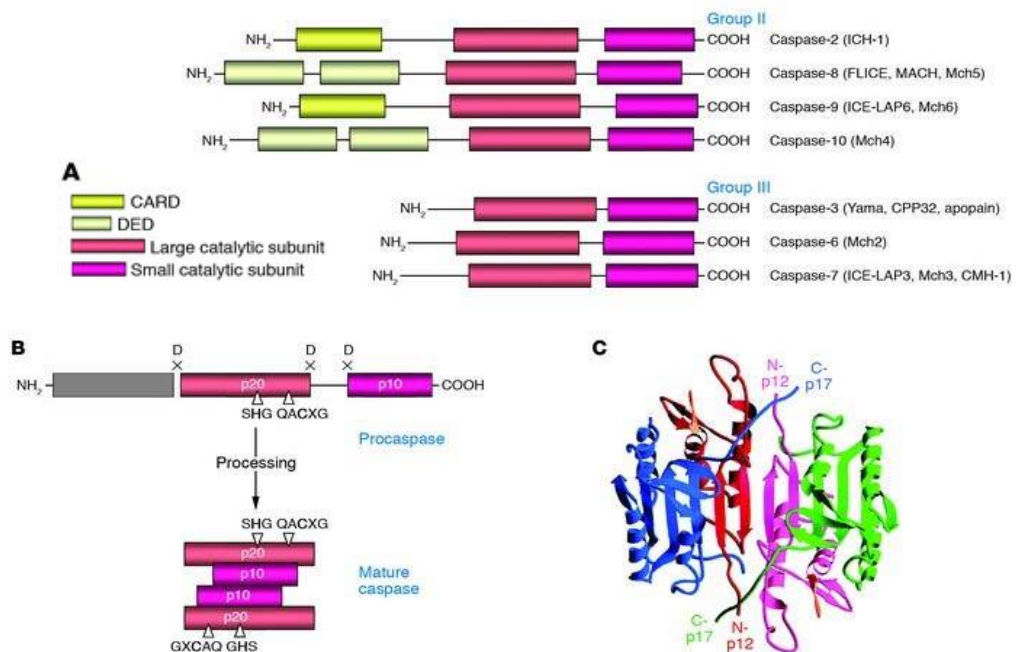 Group II
NH2 COOH Caspase-2 (ICH-1)
NH2 COOH Caspase-8 (FLICE, MACH, Mch5)
NH2 COOH Caspase-9 (ICE-LAP6, Mch6)
NH2 COOH Caspase-10 (Mch4)
A
CARD
DED
Large catalytic subunit
Small catalytic subunit
Group III
NH2 COOH Caspase-3 (Yama, CPP32, apopain)
NH2 COOH Caspase-6 (Mch2)
NH2 COOH Caspase-7 (ICE-LAP3, Mch3, CMH-1)
B
D D D
× × ×
NH2 p20 p10 COOH
SHG QACXG
Procaspase
Processing
SHG QACXG
p20
p10
p10
p20
Mature
caspase
GXCAQ GHS
C
N-
p12
C-
p17
C-
p17
N-
p12